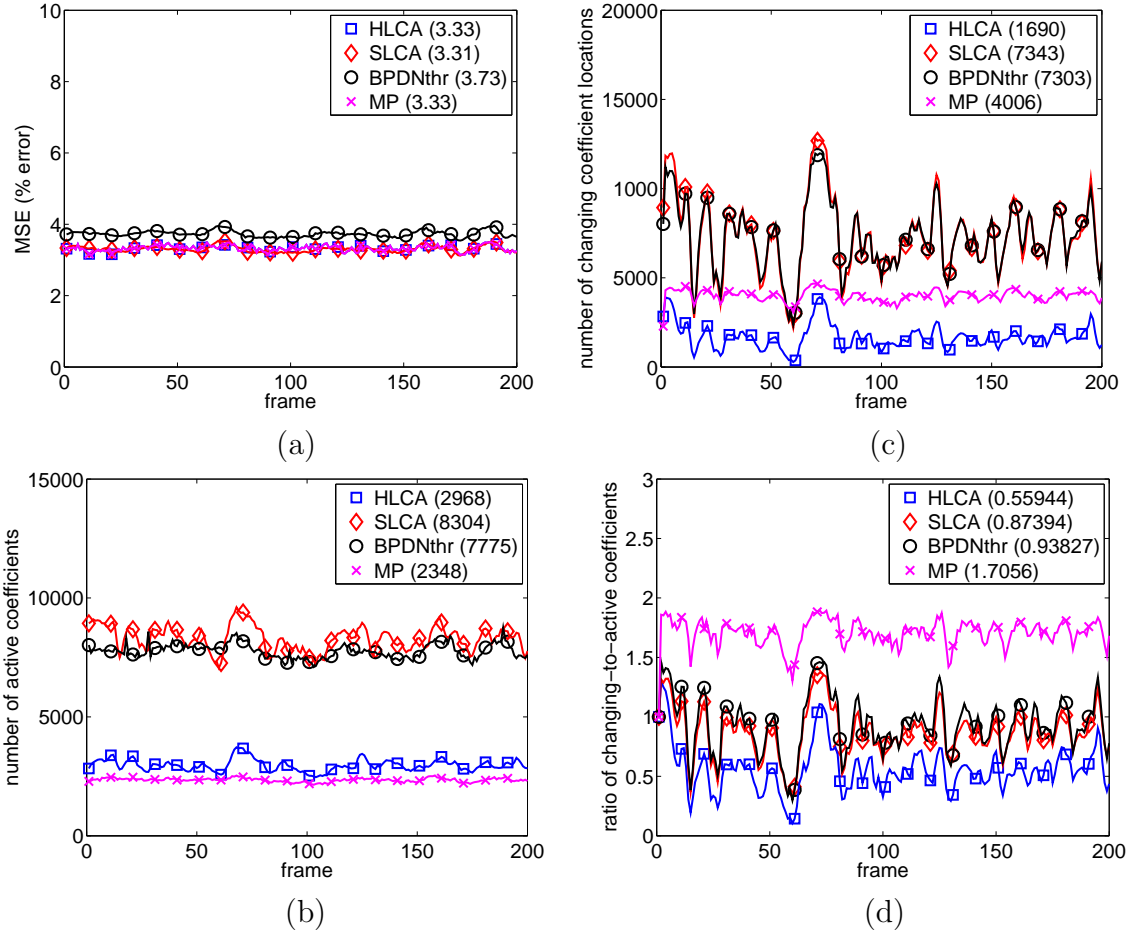 10
8
6
4
2
0
MSE (% error)
HLCA (3.33)
SLCA (3.31)
BPDNthr (3.73)
MP (3.33)
0 50 100 150 200
frame
(a)
20000
15000
10000
5000
0
number of changing coefficient locations
HLCA (1690)
SLCA (7343)
BPDNthr (7303)
MP (4006)
0 50 100 150 200
frame
(c)
15000
10000
5000
0
number of active coefficients
HLCA (2968)
SLCA (8304)
BPDNthr (7775)
MP (2348)
0 50 100 150 200
frame
(b)
3
2.5
2
1.5
1
0.5
0
ratio of changing-to-active coefficients
HLCA (0.55944)
SLCA (0.87394)
BPDNthr (0.93827)
MP (1.7056)
0 50 100 150 200
frame
(d)